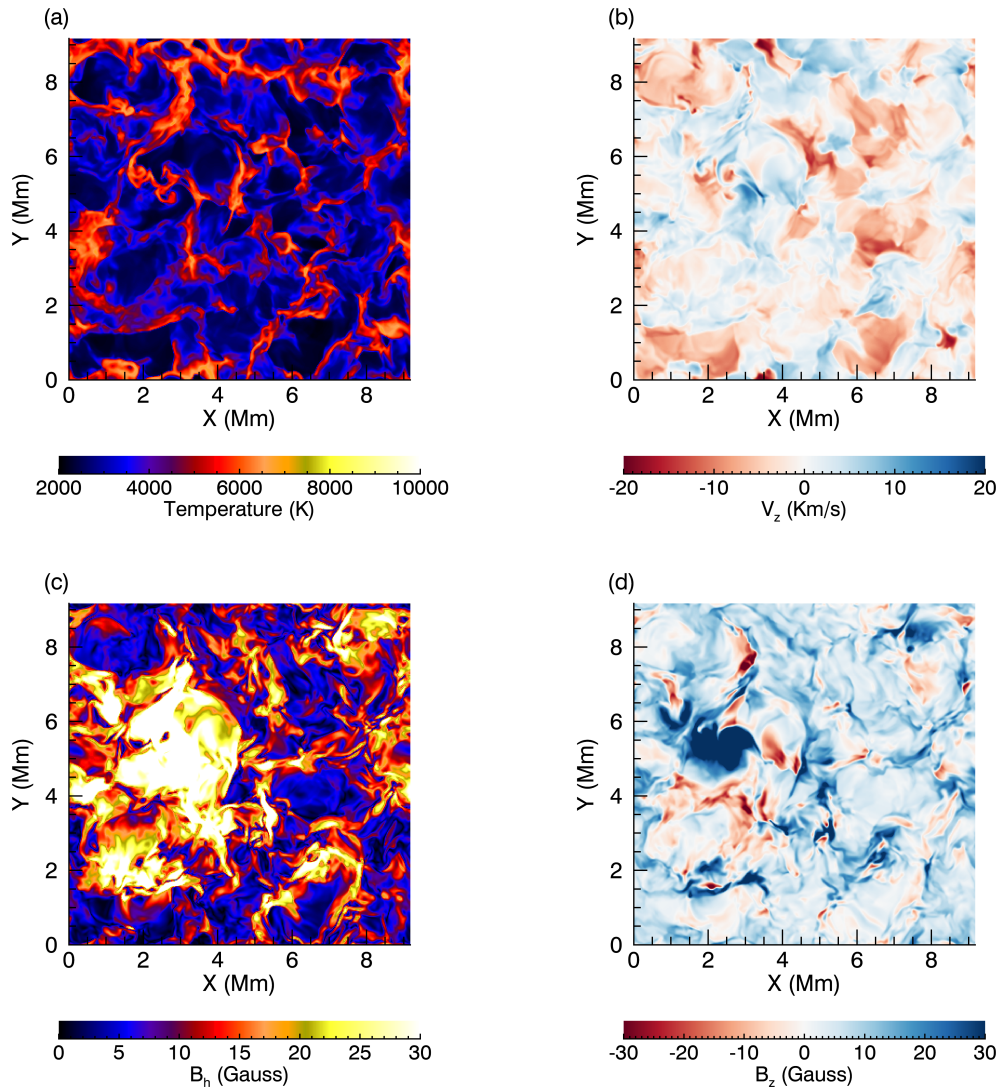 (a) (b)
8 8
6 6
Y (Mm) Y (Mm)
4 4
2 2
0 0
0 2 4 6 8 0 2 4 6 8
X (Mm) X (Mm)
2000 4000 6000 8000 10000 -20 -10 0 10 20
Temperature (K) Vz (Km/s)
(c) (d)
8 8
6 6
Y (Mm) Y (Mm)
4 4
2 2
0 0
0 2 4 6 8 0 2 4 6 8
X (Mm) X (Mm)
0 5 10 15 20 25 30 -30 -20 -10 0 10 20 30
Bh (Gauss) Bz (Gauss)